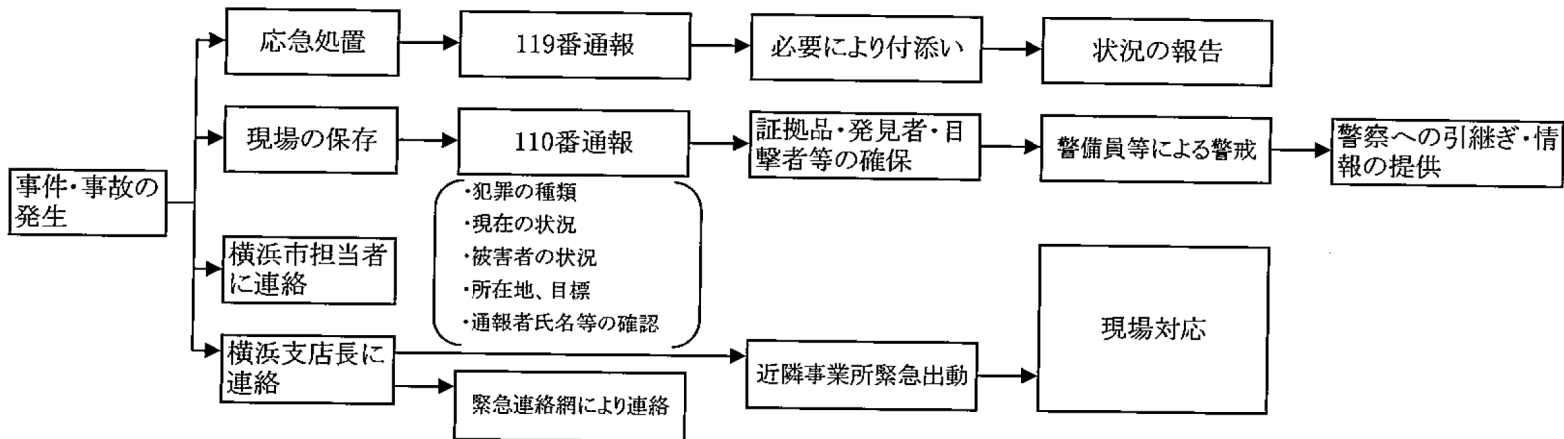 応急処置
119番通報
必要により付添い
状況の報告
現場の保存
110番通報
証拠品・発見者・目
撃者等の確保
警備員等による警戒
警察への引継ぎ・情
報の提供
事件・事故の
発生
・犯罪の種類
・現在の状況
・被害者の状況
・所在地、目標
・通報者氏名等の確認
横浜市担当者
に連絡
横浜支店長に
連絡
緊急連絡網により連絡
近隣事業所緊急出動
現場対応